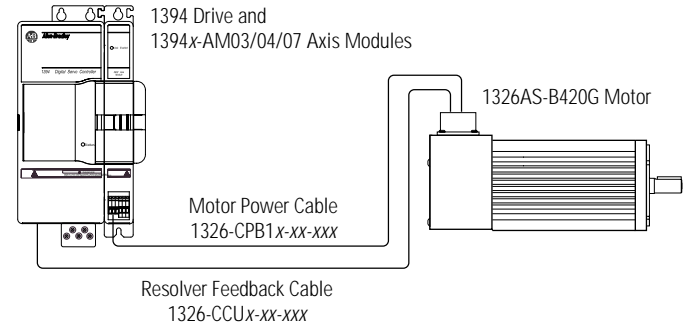 1394 Drive and
1394x-AM03/04/07 Axis Modules
Allen-Bradley
1394 Digital Servo Controller
1326AS-B420G Motor
Motor Power Cable
1326-CPB1x-xx-xxx
Resolver Feedback Cable
1326-CCUx-xx-xxx